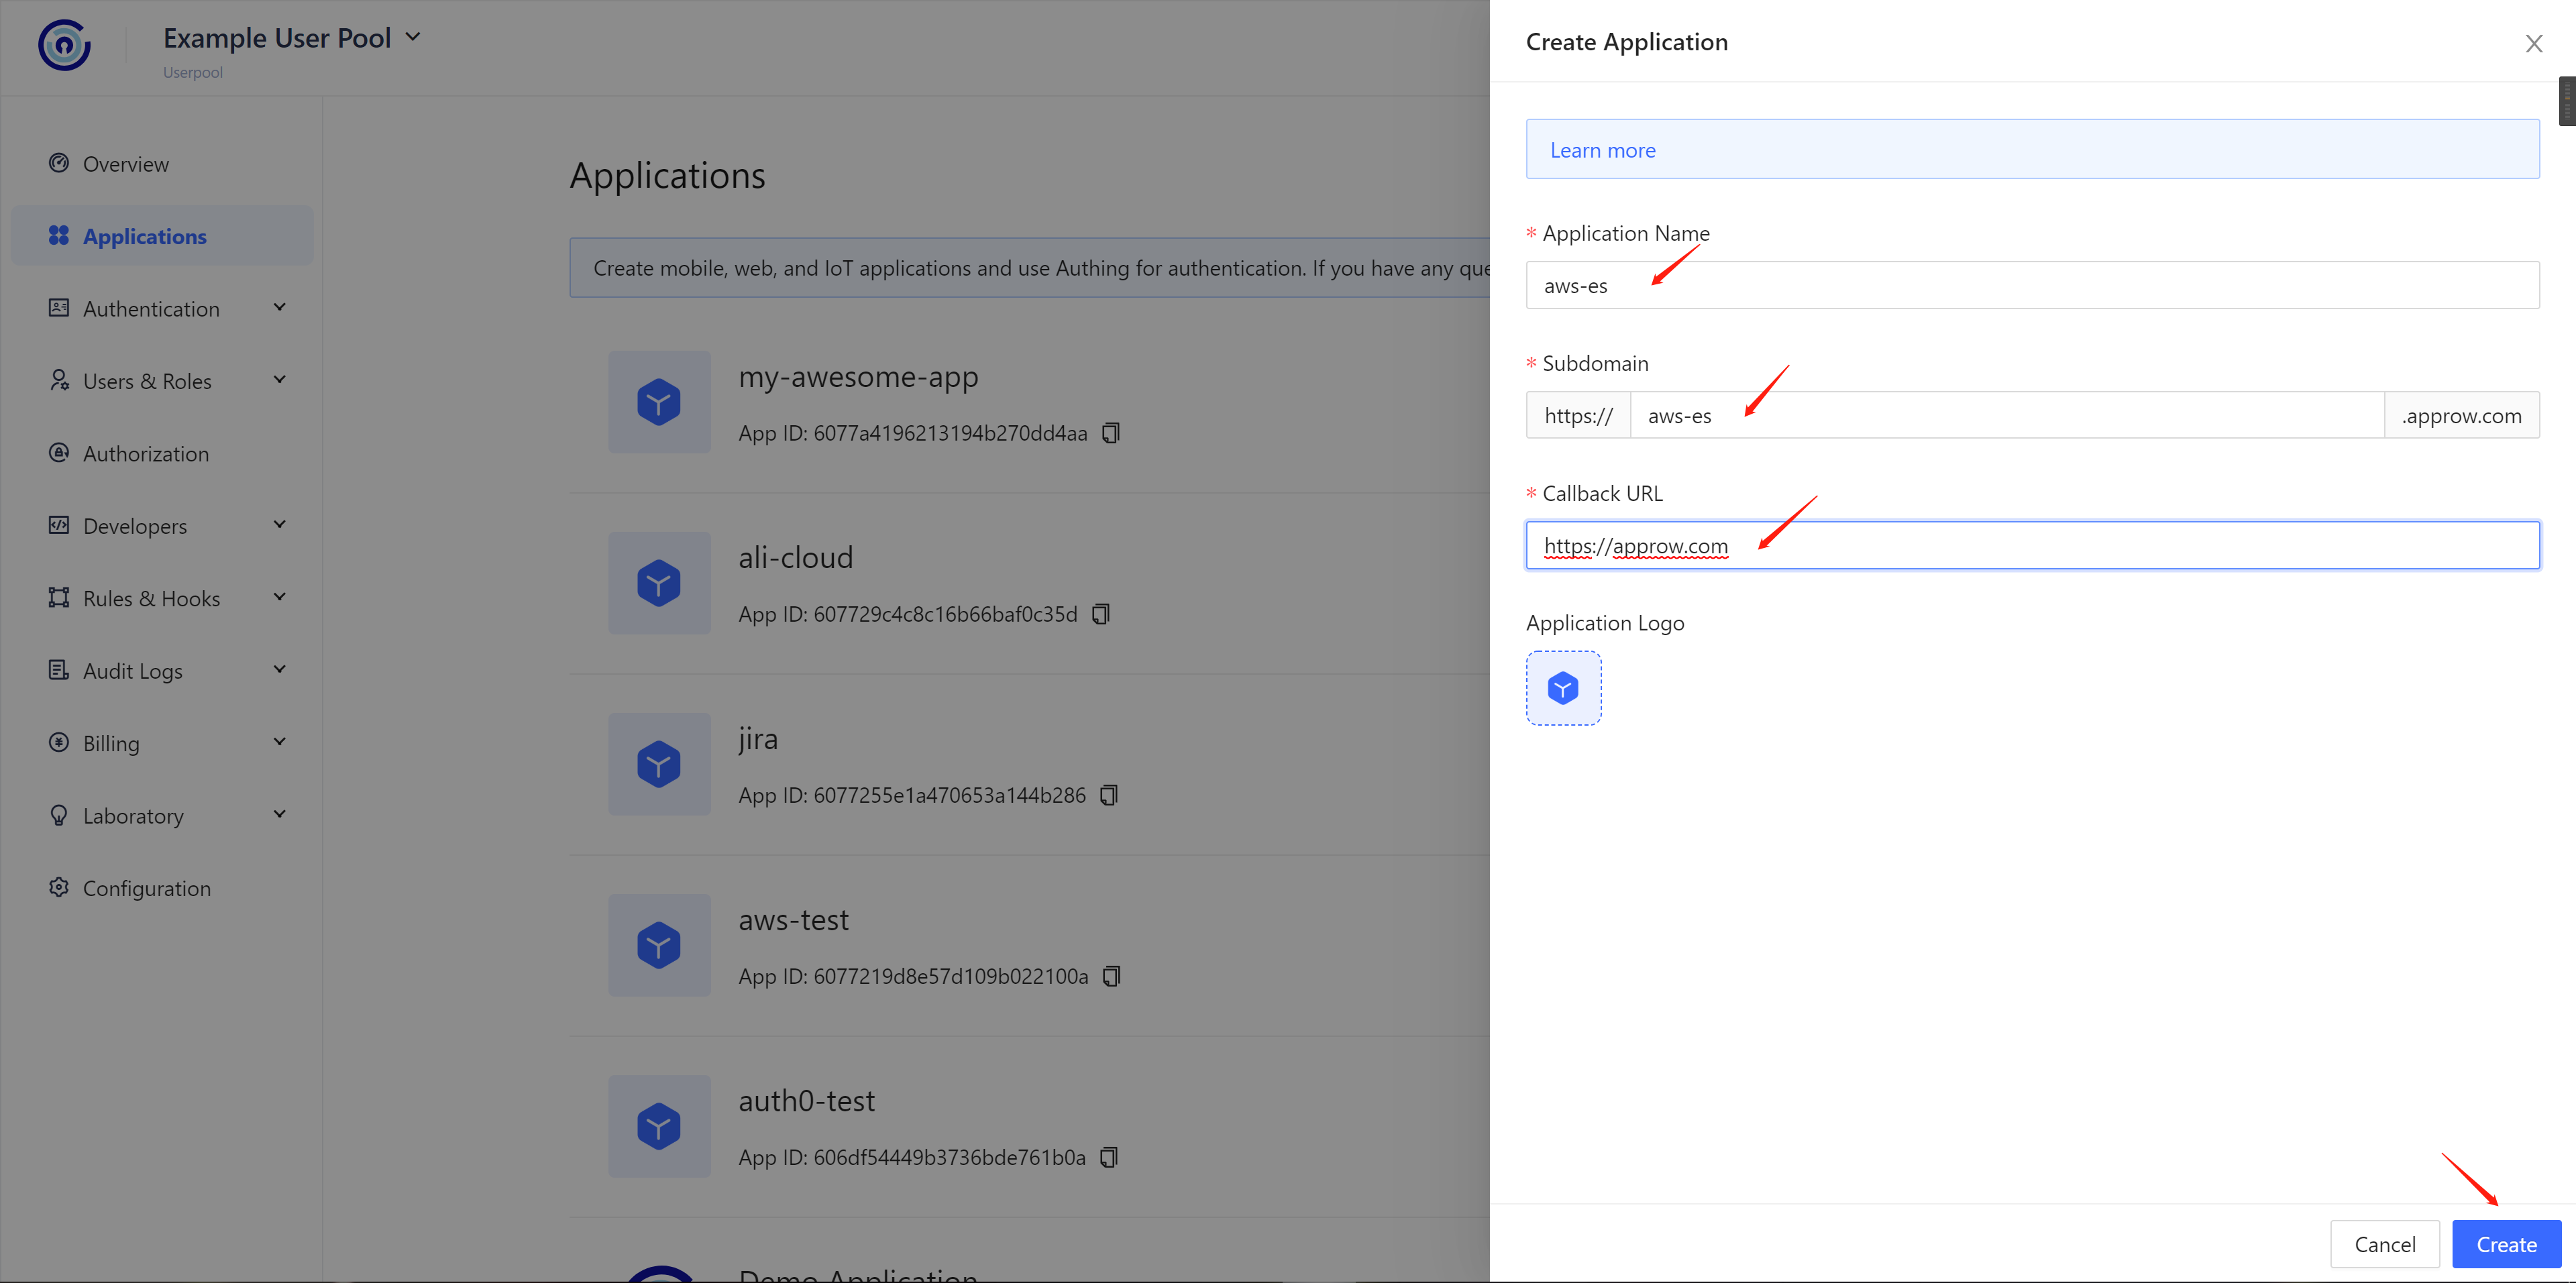 Example User Pool
Userpool
Overview
Applications
Authentication
Users & Roles
Authorization
Developers
Rules & Hooks
Audit Logs
Billing
Laboratory
Configuration
Applications
Create mobile, web, and IoT applications and use Authing for authentication. If you have any que
my-awesome-app
App ID: 6077a4196213194b270dd4aa
ali-cloud
App ID: 607729c4c8c16b66baf0c35d
jira
App ID: 6077255e1a470653a144b286
aws-test
App ID: 6077219d8e57d109b022100a
auth0-test
App ID: 606df54449b3736bde761b0a
Demo Application
Create Application
Learn more
* Application Name
aws-es
* Subdomain
https:// aws-es .approw.com
* Callback URL
https://approw.com
Application Logo
Cancel Create